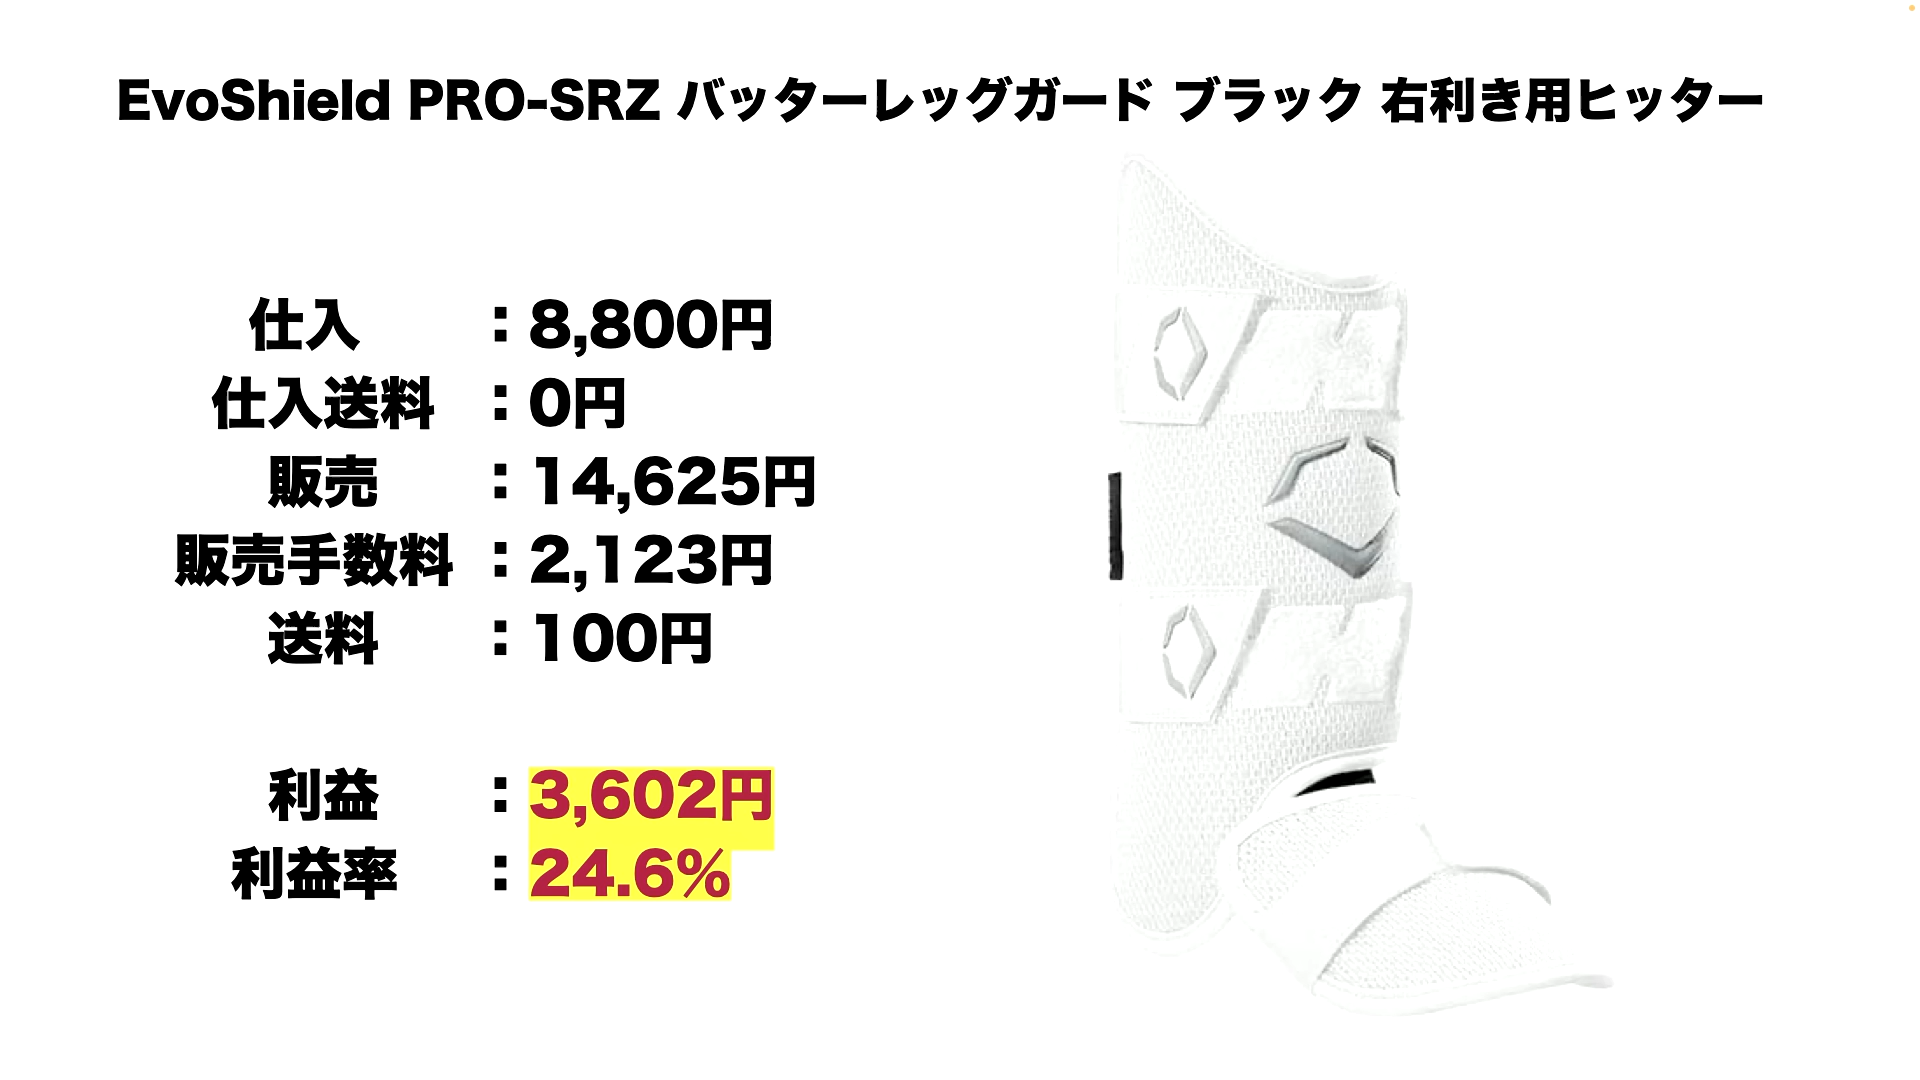 EvoShield PRO-SRZ バッターレッグガード ブラック 右利き用ヒッター
仕入 ：8,800円
仕入送料 ：0円
販売 ：14,625円
販売手数料 ：2,123円
送料 ：100円
利益 ：3,602円
利益率 ：24.6%